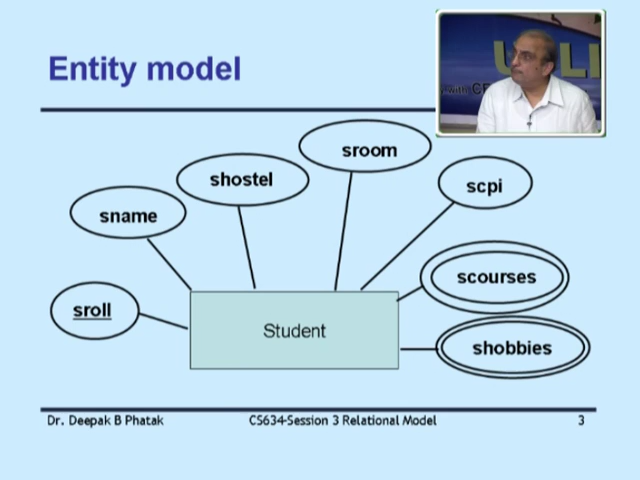 Entity model
sroom
shostel
scpi
sname
scourses
sroll
Student
shobbies
Dr. Deepak B Phatak
CS634-Session 3 Relational Model
3